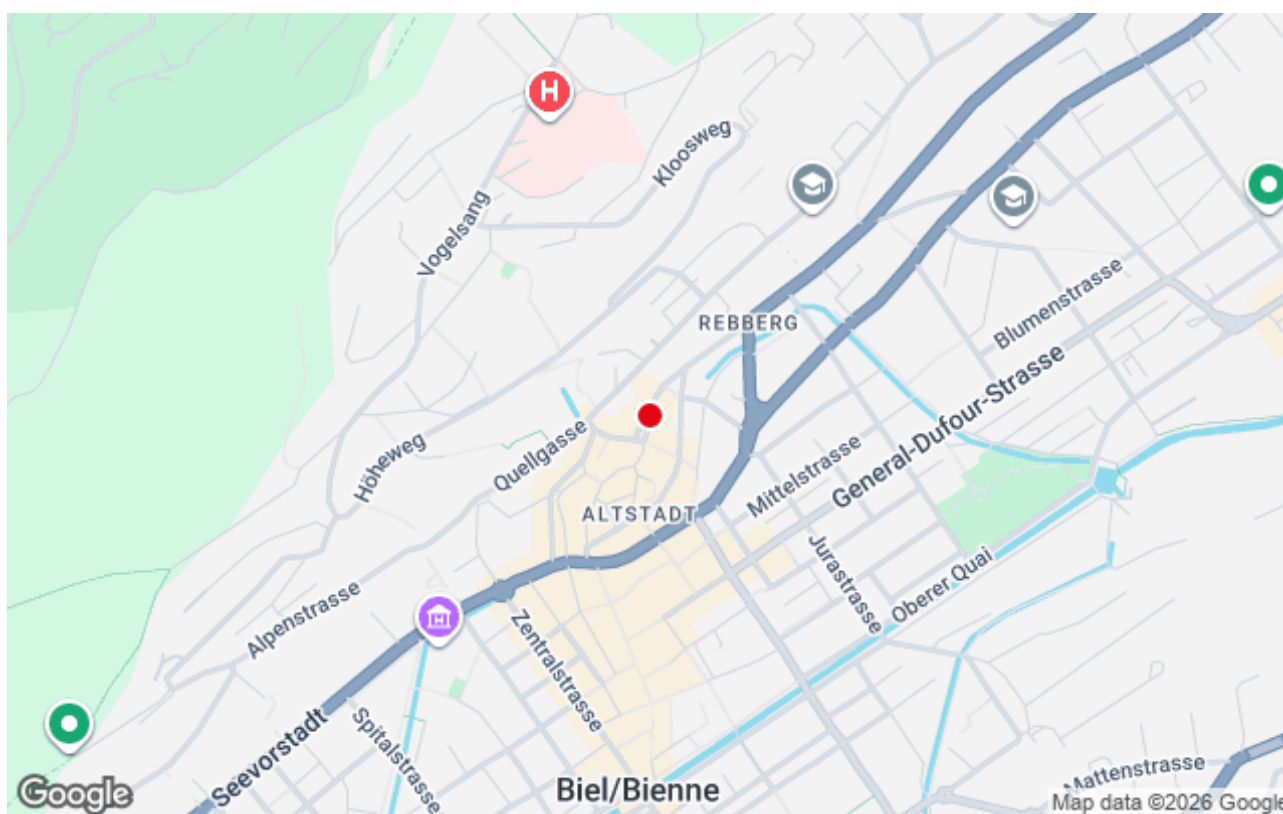 H
Kloosweg
Vogelsang
REBBERG
Blumenstrasse
Höheweg
Quellgasse
Mittelstrasse
General-Dufour-Strasse
ALTSTADT
Jurastrasse
Oberer Quai
Alpenstrasse
Zentralstrasse
Seevorstadt
Spitalstrasse
Biel/Bienne
Mattenstrasse
Google
Map data ©2026 Google